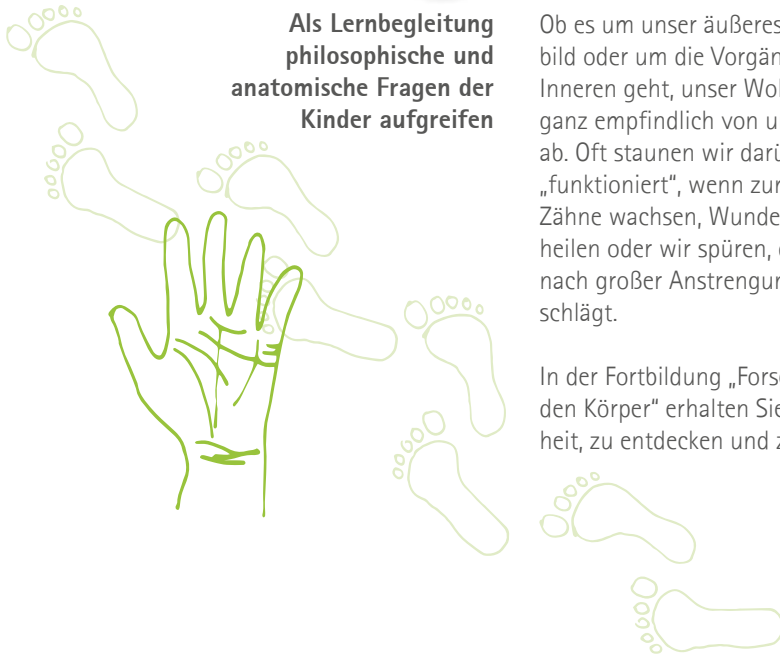 Als Lernbegleitung
philosophische und
anatomische Fragen der
Kinder aufgreifen
Ob es um unser äußeres
bild oder um die Vorgän
Inneren geht, unser Wo
ganz empfindlich von u
ab. Oft staunen wir dar
„funktioniert“, wenn zu
Zähne wachsen, Wunde
heilen oder wir spüren,
nach großer Anstrengu
schlägt.
In der Fortbildung „Fors
den Körper“ erhalten Sie
heit, zu entdecken und